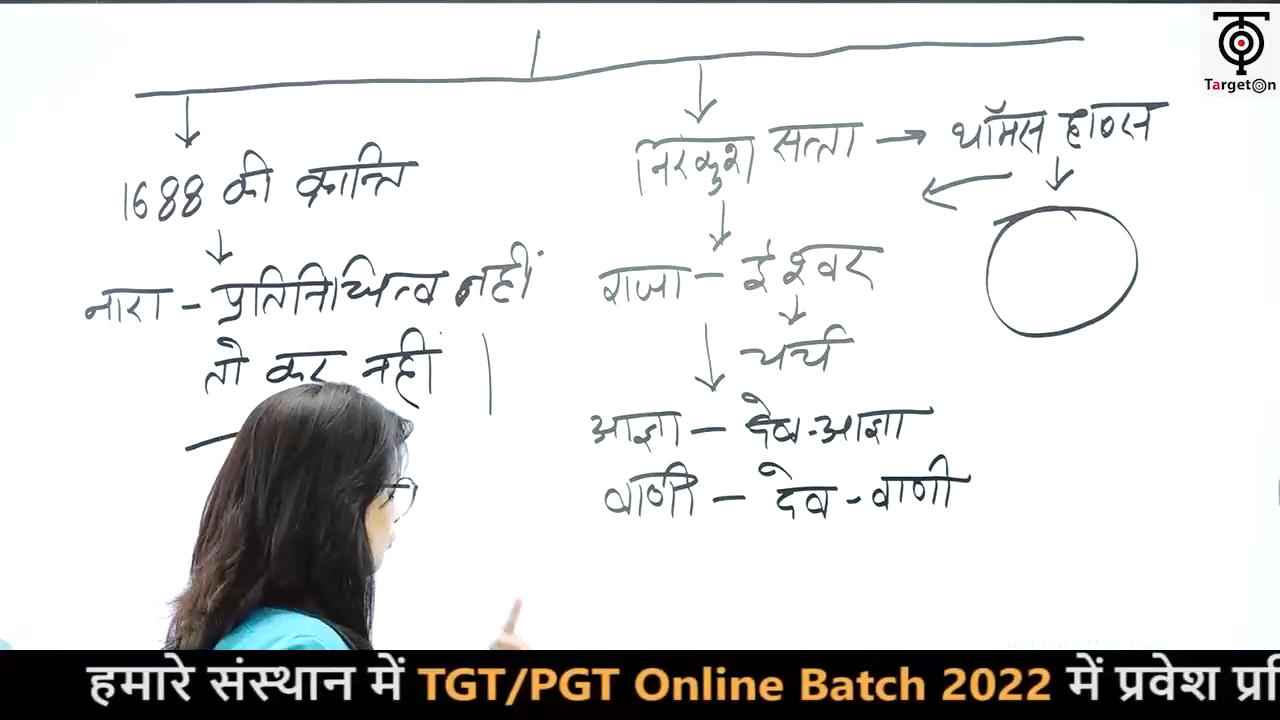 TargetOn
1688 की क्रान्ति
नारा - प्रतिनिधित्व नहीं
तो कर नहीं |
निरंकुश सत्ता → थॉमस हाब्स
राजा - ईश्वर
चर्च
आज्ञा - देव-आज्ञा
वाणी - देव-वाणी
हमारे संस्थान में TGT/PGT Online Batch 2022 में प्रवेश प्र